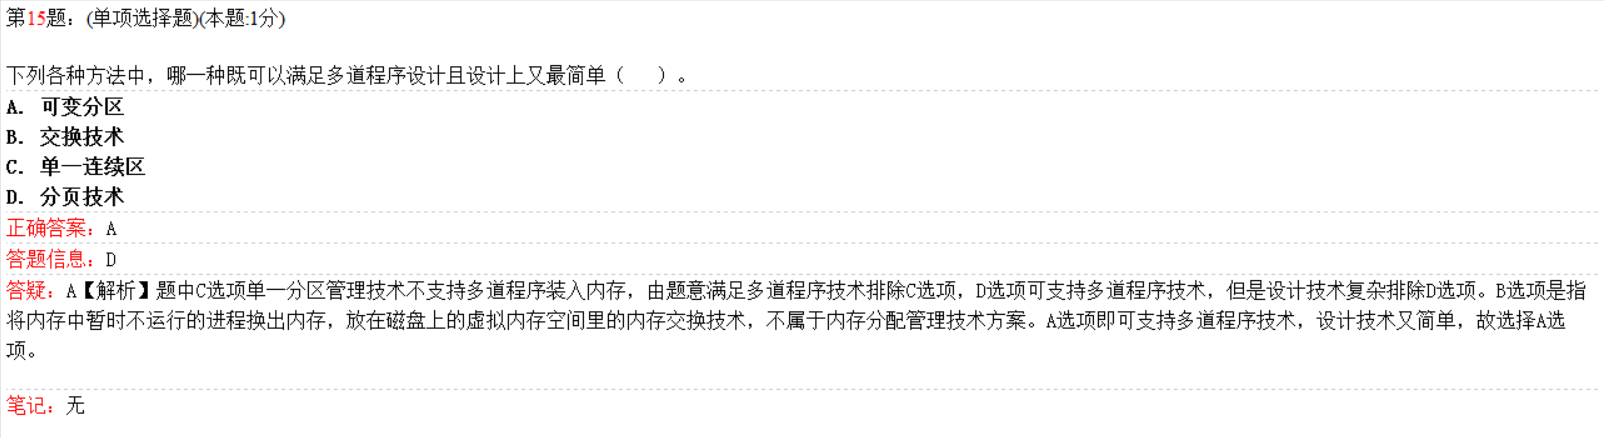 第15题：(单项选择题)(本题:1分)
下列各种方法中，哪一种既可以满足多道程序设计且设计上又最简单（　）。
A. 可变分区
B. 交换技术
C. 单一连续区
D. 分页技术
正确答案：A
答题信息：D
答疑：A【解析】题中C选项单一分区管理技术不支持多道程序装入内存，由题意满足多道程序技术排除C选项，D选项可支持多道程序技术，但是设计技术复杂排除D选项。B选项是指
将内存中暂时不运行的进程换出内存，放在磁盘上的虚拟内存空间里的内存交换技术，不属于内存分配管理技术方案。A选项即可支持多道程序技术，设计技术又简单，故选择A选
项。
笔记：无